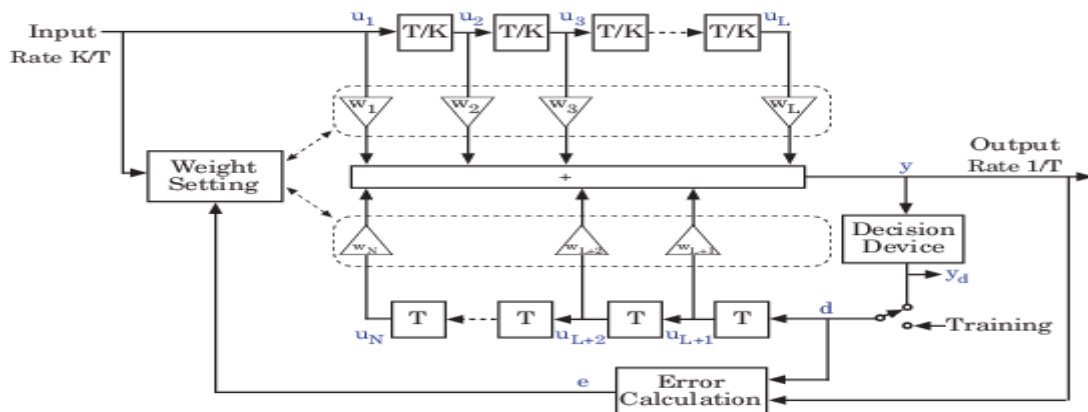 u1 T/K u2 T/K u3 T/K T/K uL
Input
Rate K/T
w1 w2 w3 wL
Weight
Setting
+
y
Output
Rate 1/T
Decision
Device
yd
wN wL+2 wL+1
uN T T uL+2 T uL+1 T d
Training
e
Error
Calculation